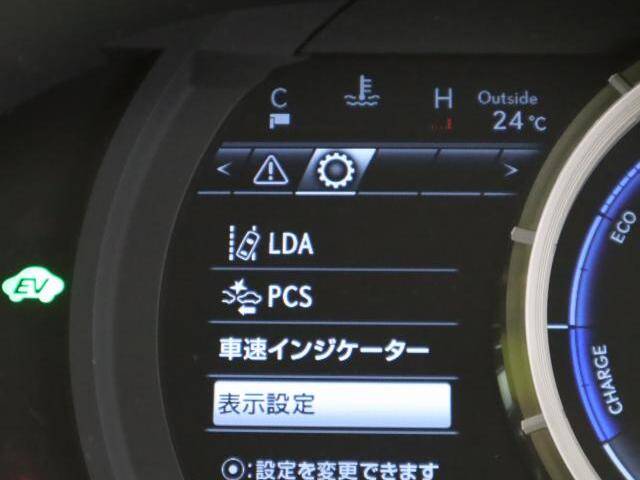 C H Outside
24℃
< >
LDA
PCS
車速インジケーター
表示設定
⦿:設定を変更できます
EV
ECO
CHARGE